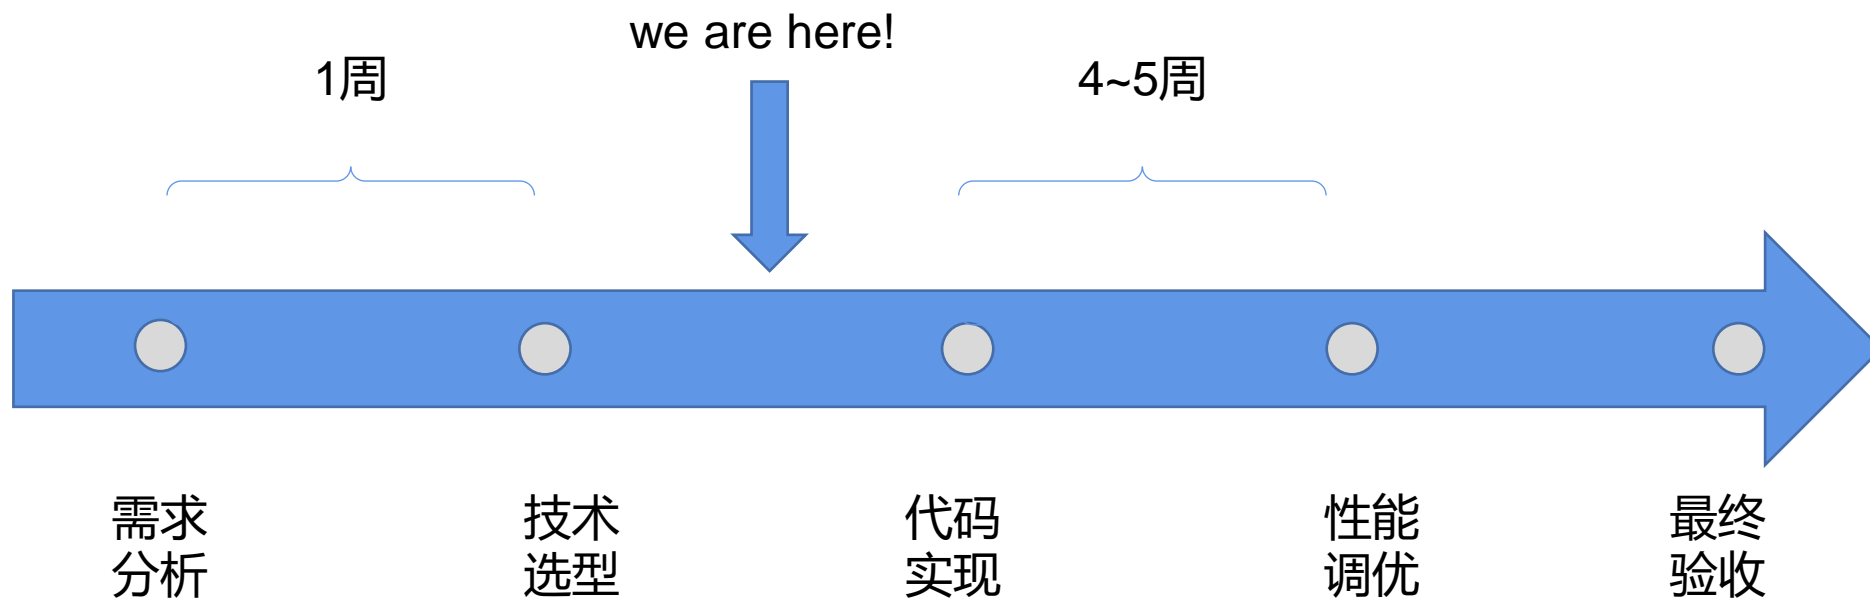 we are here!
1周
4~5周
需求
分析
技术
选型
代码
实现
性能
调优
最终
验收